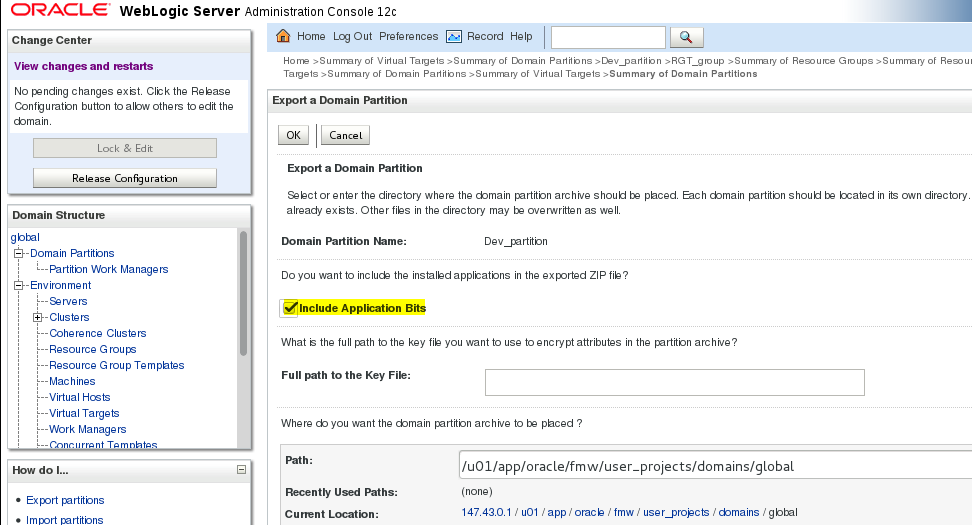 ORACLE WebLogic Server Administration Console 12c
Change Center
View changes and restarts
No pending changes exist. Click the Release
Configuration button to allow others to edit the
domain.
Lock & Edit
Release Configuration
Domain Structure
global
Domain Partitions
Partition Work Managers
Environment
Servers
Clusters
Coherence Clusters
Resource Groups
Resource Group Templates
Machines
Virtual Hosts
Virtual Targets
Work Managers
Concurrent Templates
How do I...
Export partitions
Import partitions
Home Log Out Preferences Record Help
Home >Summary of Virtual Targets >Summary of Domain Partitions >Dev_partition >RGT_group >Summary of Resource Groups >Summary of Resour
Targets >Summary of Domain Partitions >Summary of Virtual Targets >Summary of Domain Partitions
Export a Domain Partition
OK Cancel
Export a Domain Partition
Select or enter the directory where the domain partition archive should be placed. Each domain partition should be located in its own directory.
already exists. Other files in the directory may be overwritten as well.
Domain Partition Name: Dev_partition
Do you want to include the installed applications in the exported ZIP file?
Include Application Bits
What is the full path to the key file you want to use to encrypt attributes in the partition archive?
Full path to the Key File:
Where do you want the domain partition archive to be placed ?
Path: /u01/app/oracle/fmw/user_projects/domains/global
Recently Used Paths: (none)
Current Location: 147.43.0.1 / u01 / app / oracle / fmw / user_projects / domains / global